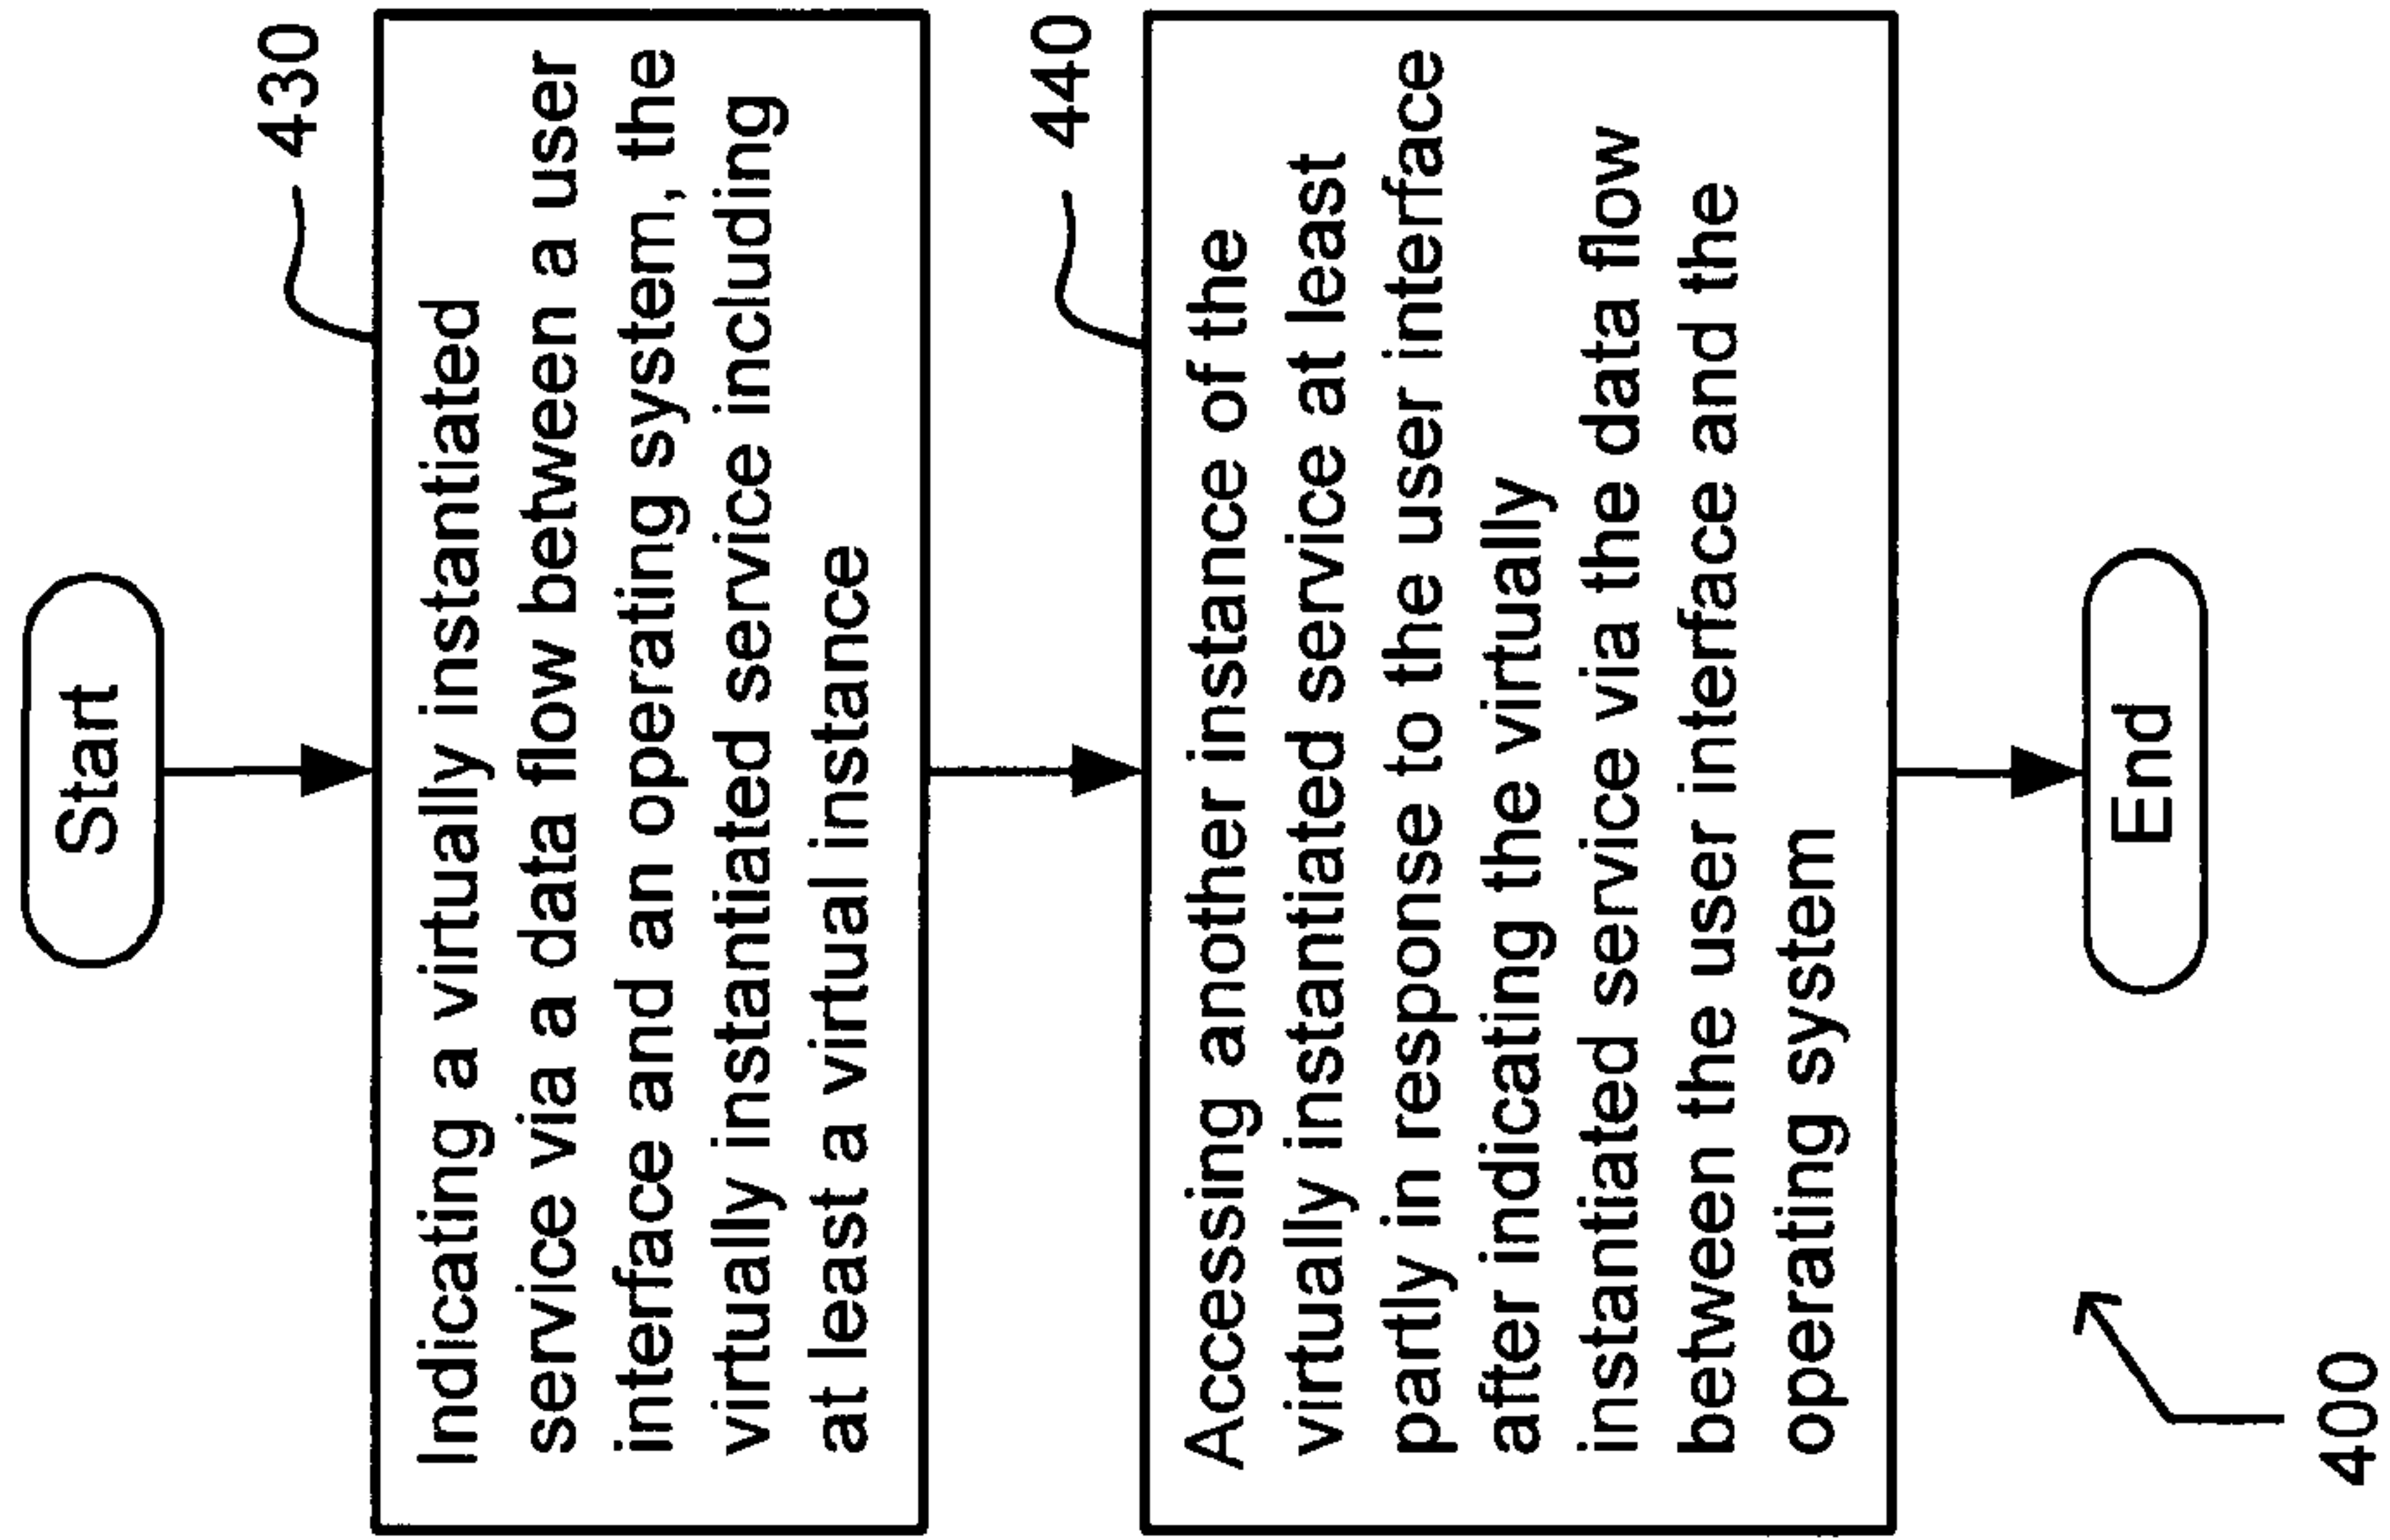 Start
430
Indicating a virtually instantiated
service via a data flow between a user
interface and an operating system, the
virtually instantiated service including
at least a virtual instance
440
Accessing another instance of the
virtually instantiated service at least
partly in response to the user interface
after indicating the virtually
instantiated service via the data flow
between the user interface and the
operating system
End
400